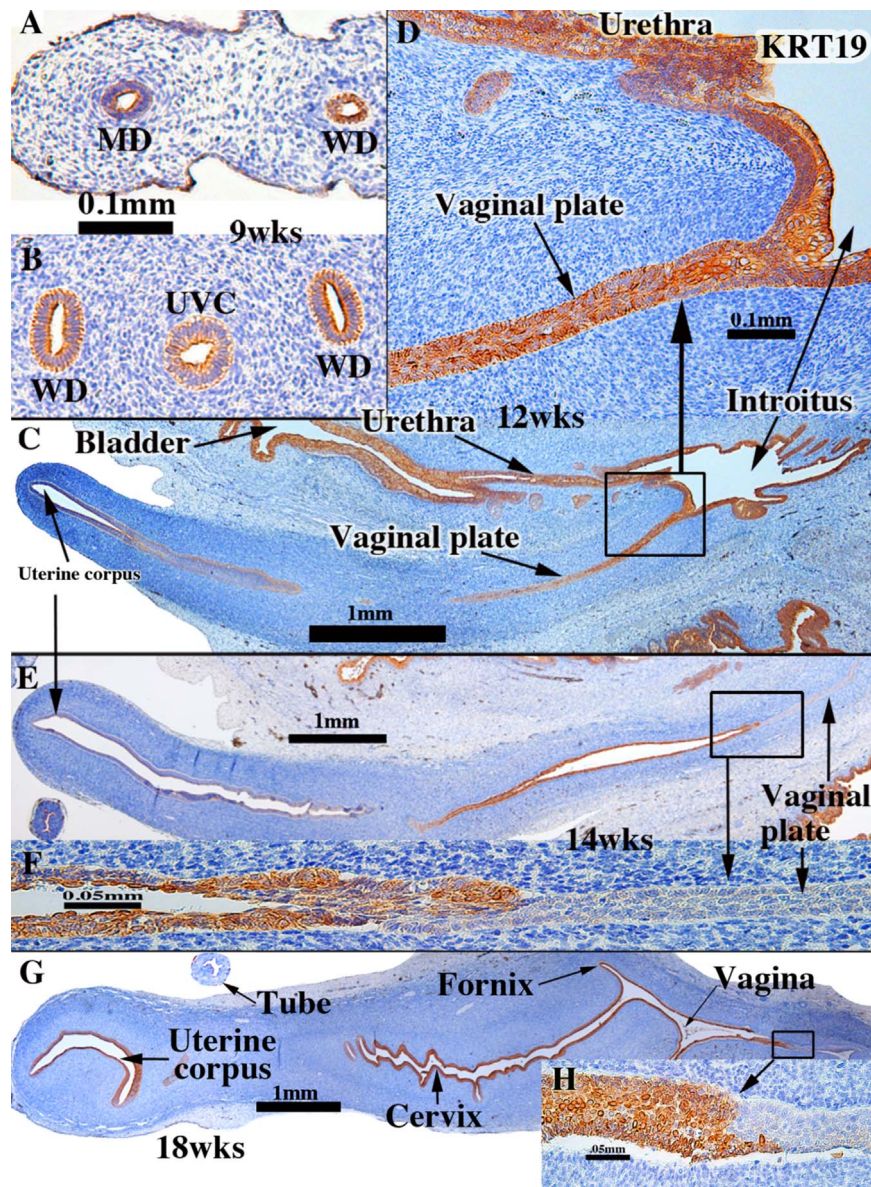 A
MD
WD
0.1mm
9wks
B
UVC
WD
WD
D
Urethra
KRT19
Vaginal plate
0.1mm
Introitus
12wks
C
Bladder
Urethra
Vaginal plate
Uterine corpus
1mm
E
1mm
Vaginal
plate
14wks
F
0.05mm
G
Tube
Fornix
Vagina
Uterine
corpus
1mm
Cervix
18wks
H
.05mm